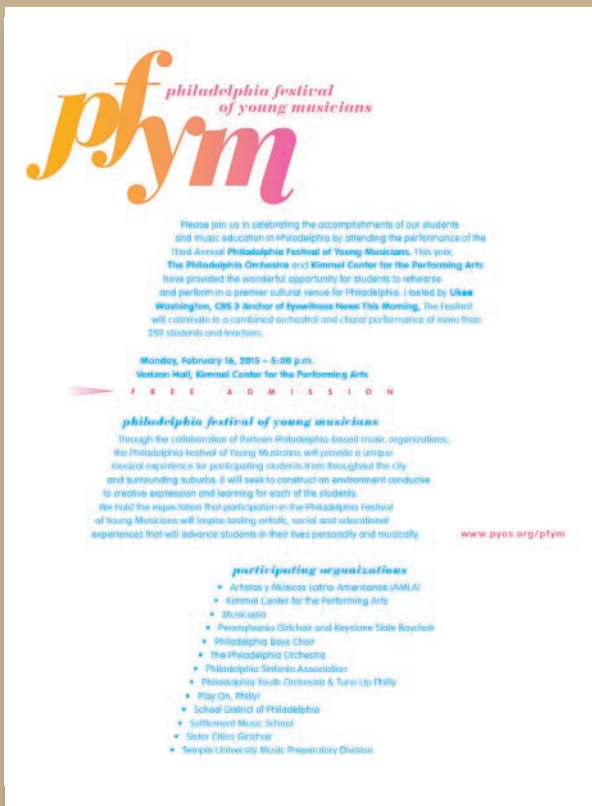 pfym
philadelphia festival
of young musicians
Please join us in celebrating the accomplishments of our students
and music education in Philadelphia by attending the performance of the
Third Annual Philadelphia Festival of Young Musicians. This year,
The Philadelphia Orchestra and Kimmel Center for the Performing Arts
have provided the wonderful opportunity for students to rehearse
and perform in a premier cultural venue for Philadelphia. Hosted by Ukee
Washington, CBS 3 Anchor of Eyewitness News This Morning, The Festival
will culminate in a combined orchestral and choral performance of more than
250 students and teachers.
Monday, February 16, 2015 – 5:00 p.m.
Verizon Hall, Kimmel Center for the Performing Arts
FREE ADMISSION
philadelphia festival of young musicians
Through the collaboration of thirteen Philadelphia-based music organizations,
the Philadelphia Festival of Young Musicians will provide a unique
musical experience for participating students from throughout the city
and surrounding suburbs. It will seek to construct an environment conducive
to creative expression and learning for each of the students.
We hold the expectation that participation in the Philadelphia Festival
of Young Musicians will inspire lasting artistic, social and educational
experiences that will advance students in their lives personally and musically.
www.pyos.org/pfym
participating organizations
• Artistas y Músicos Latino Americanos (AMLA)
• Kimmel Center for the Performing Arts
• Musicopia
• Pennsylvania Girlchoir and Keystone State Boychoir
• Philadelphia Boys Choir
• The Philadelphia Orchestra
• Philadelphia Sinfonia Association
• Philadelphia Youth Orchestra & Tune Up Philly
• Play On, Philly!
• School District of Philadelphia
• Settlement Music School
• Sister Cities Girlchoir
• Temple University Music Preparatory Division